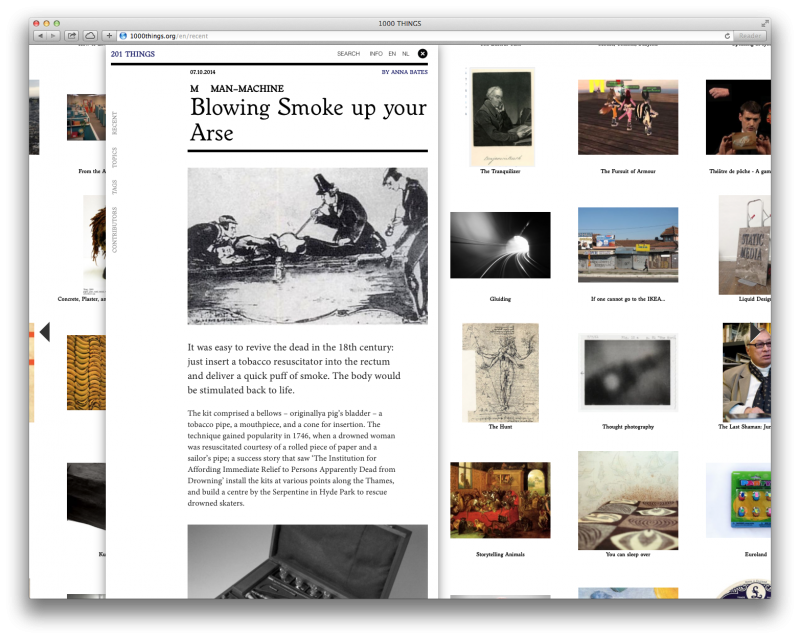 1000 THINGS
1000things.org/en/recent
Reader
201 THINGS
SEARCH INFO EN NL
07.10.2014
BY ANNA BATES
M MAN–MACHINE
Blowing Smoke up your
Arse
RECENT
TOPICS
TAGS
CONTRIBUTORS
It was easy to revive the dead in the 18th century:
just insert a tobacco resuscitator into the rectum
and deliver a quick puff of smoke. The body would
be stimulated back to life.
The kit comprised a bellows – originallya pig's bladder – a
tobacco pipe, a mouthpiece, and a cone for insertion. The
technique gained popularity in 1746, when a drowned woman
was resuscitated courtesy of a rolled piece of paper and a
sailor's pipe; a success story that saw 'The Institution for
Affording Immediate Relief to Persons Apparently Dead from
Drowning' install the kits at various points along the Thames,
and build a centre by the Serpentine in Hyde Park to rescue
drowned skaters.
From the A
Concrete, Plaster, an
Ku
The Tranquilizer
The Pursuit of Armour
Théâtre de pêche - A gam
STATIC
MEDIA
Gluiding
If one cannot go to the IKEA...
Liquid Desig
The Hunt
Thought photography
The Last Shaman: Jur
Storytelling Animals
You can sleep over
Euroland